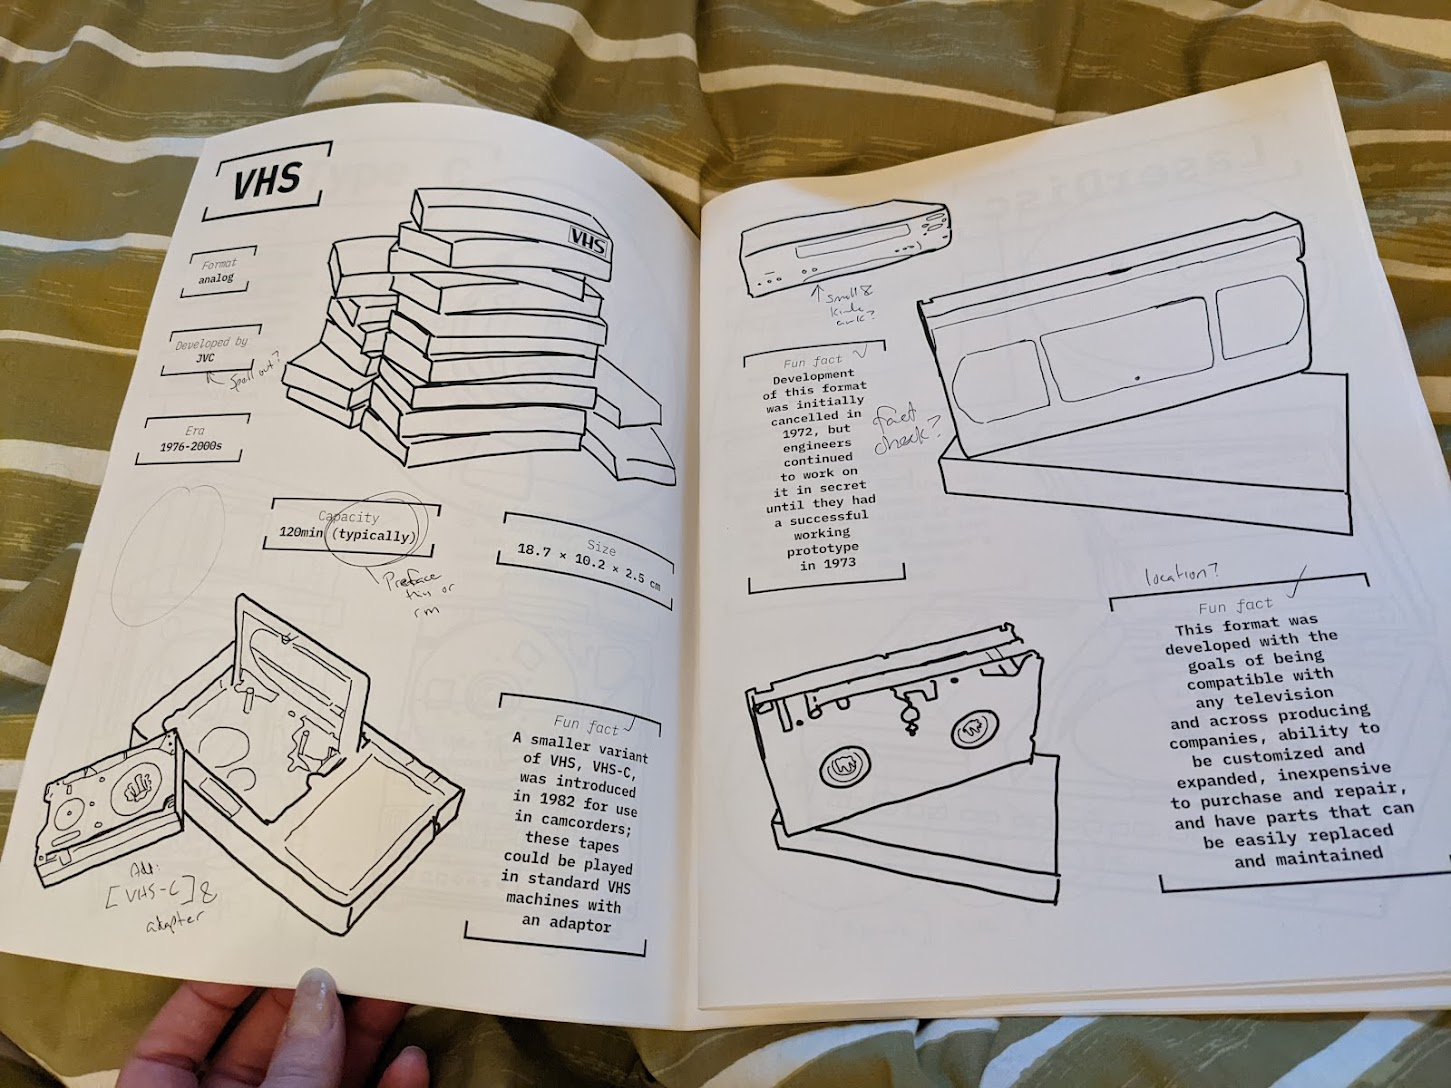 VHS
Format
analog
Developed by
JVC
Spell out?
Era
1976-2000s
VHS
Capacity
120min (typically)
Preface
this or
rm
Size
18.7 × 10.2 × 2.5 cm
Add:
[VHS-C] &
adapter
Fun fact
A smaller variant
of VHS, VHS-C,
was introduced
in 1982 for use
in camcorders;
these tapes
could be played
in standard VHS
machines with
an adaptor
small &
kinda
awk?
Fun fact
Development
of this format
was initially
cancelled in
1972, but
engineers
continued
to work on
it in secret
until they had
a successful
working
prototype
in 1973
fact
check?
location?
Fun fact
This format was
developed with the
goals of being
compatible with
any television
and across producing
companies, ability to
be customized and
expanded, inexpensive
to purchase and repair,
and have parts that can
be easily replaced
and maintained
LaserDisc